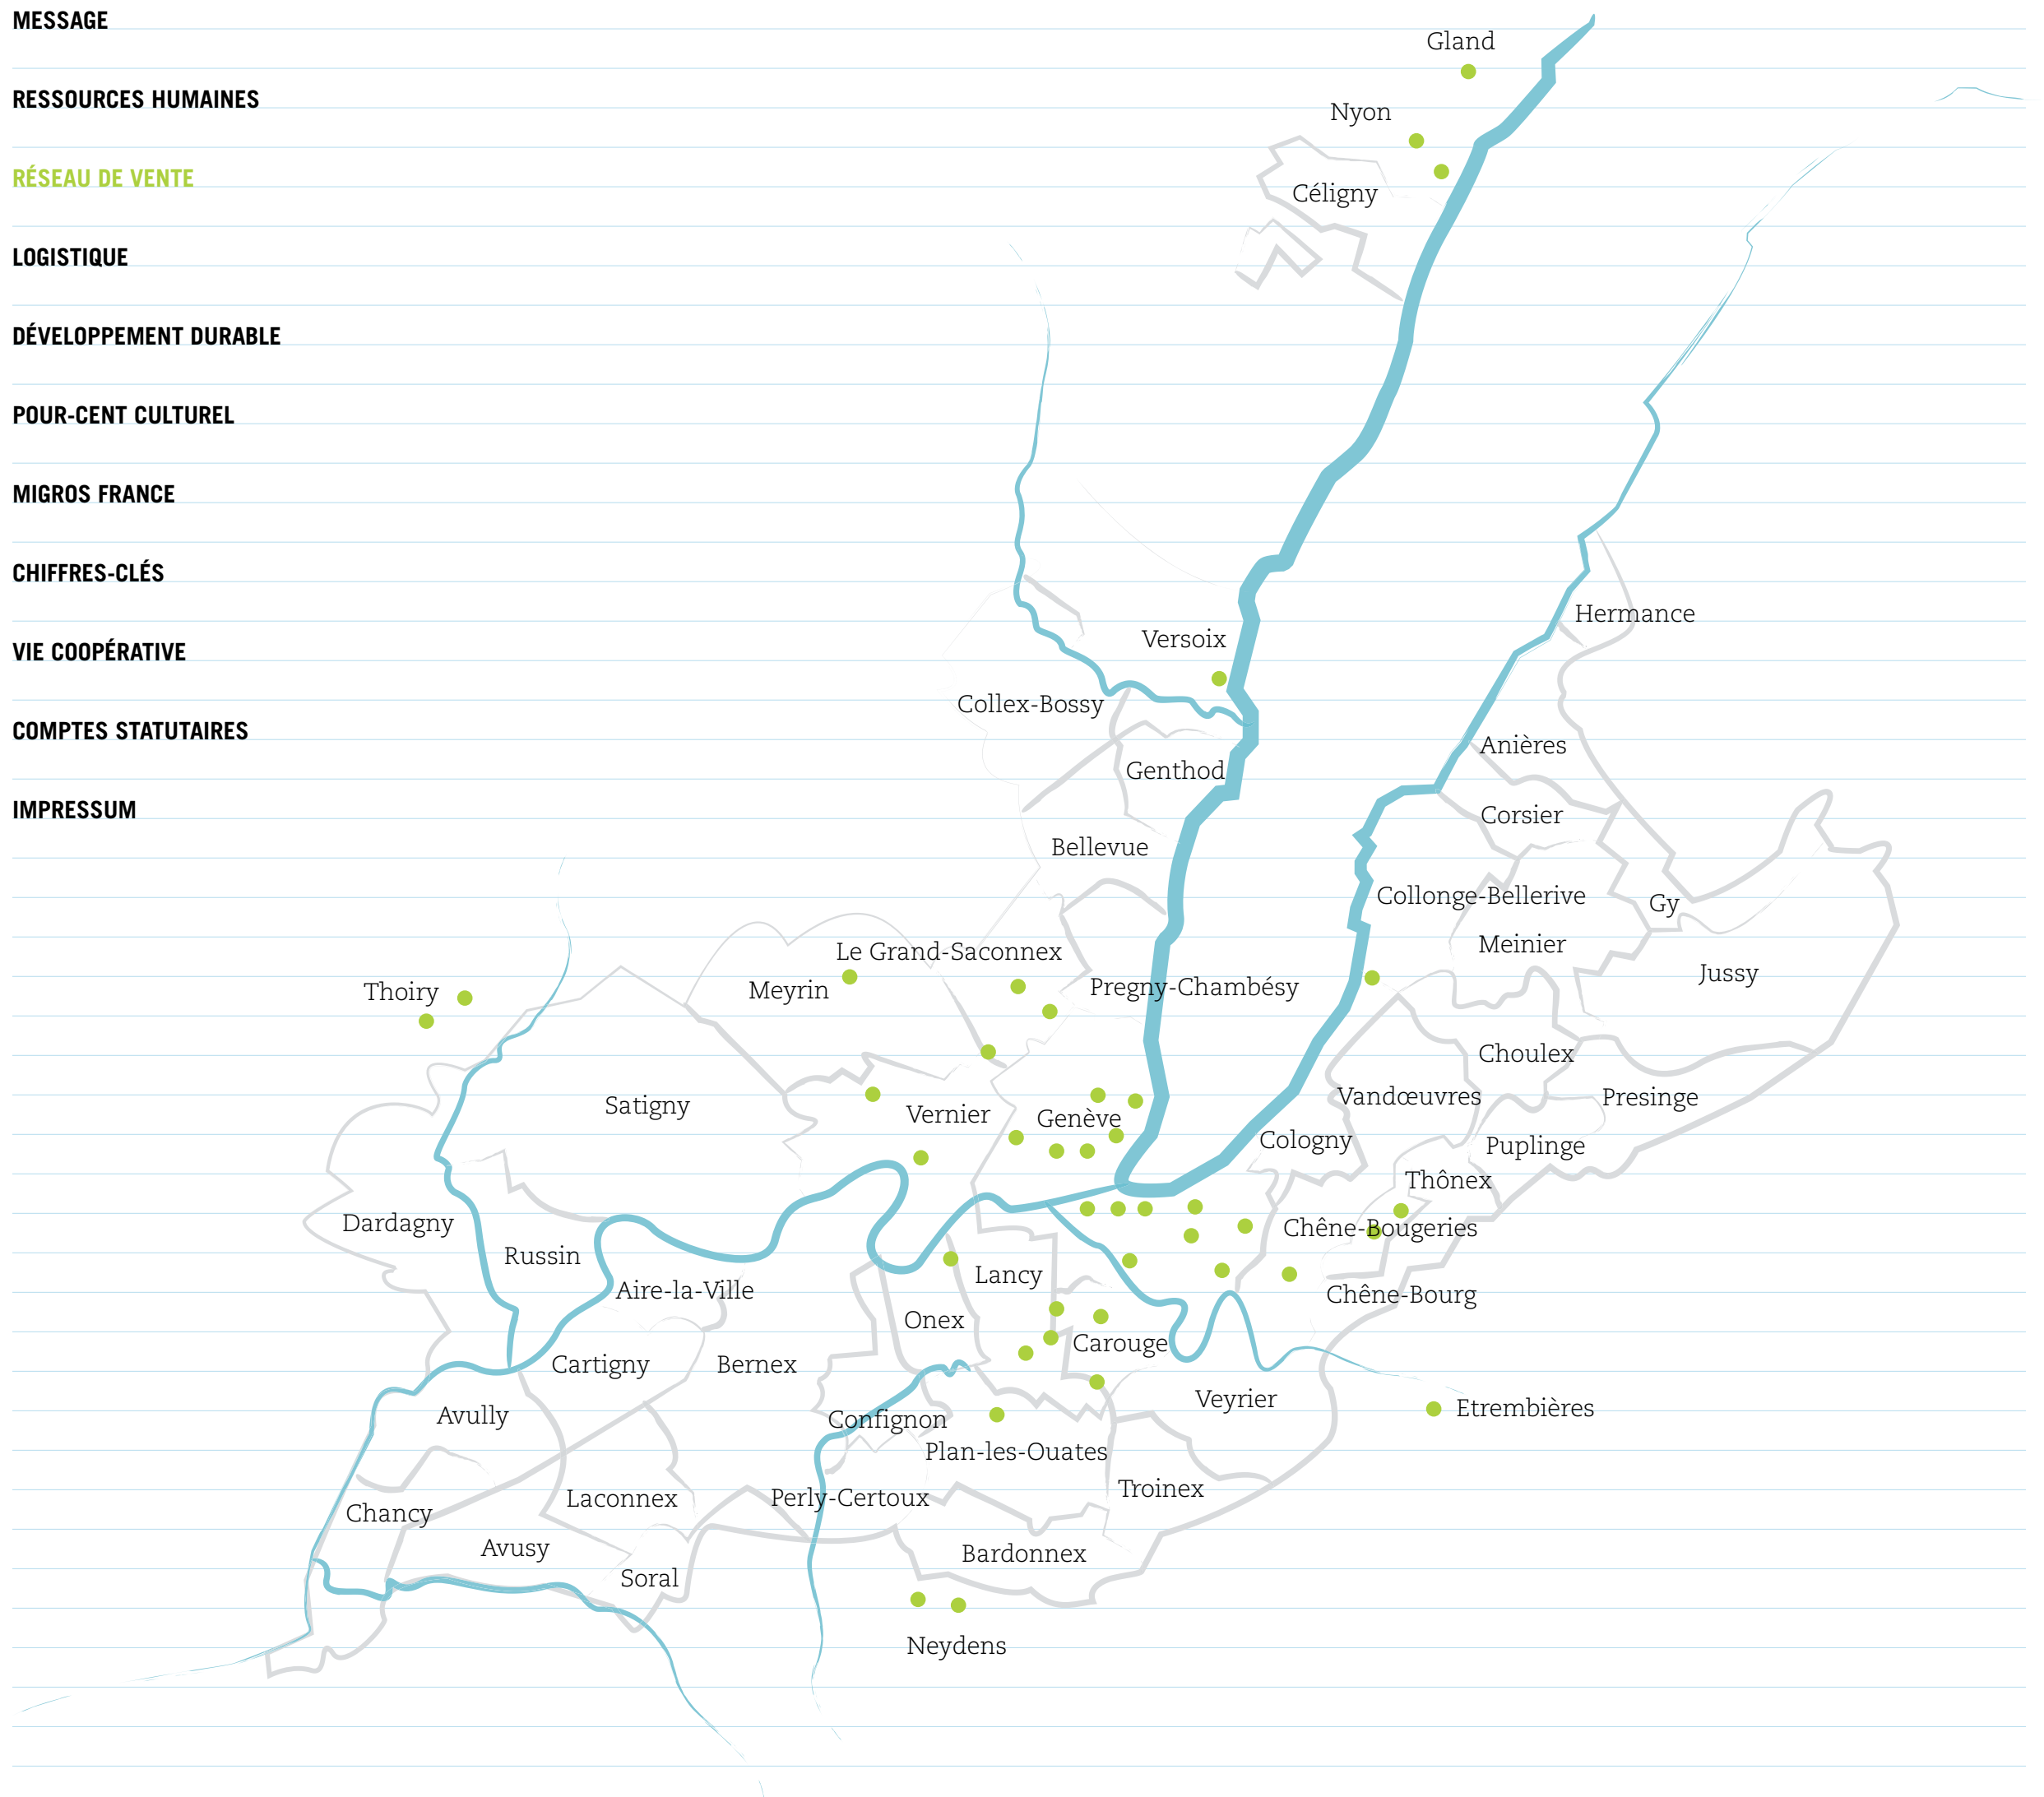 MESSAGE
RESSOURCES HUMAINES
RÉSEAU DE VENTE
LOGISTIQUE
DÉVELOPPEMENT DURABLE
POUR-CENT CULTUREL
MIGROS FRANCE
CHIFFRES-CLÉS
VIE COOPÉRATIVE
COMPTES STATUTAIRES
IMPRESSUM
Gland
Nyon
Céligny
Hermance
Versoix
Collex-Bossy
Anières
Genthod
Corsier
Bellevue
Collonge-Bellerive
Gy
Meinier
Le Grand-Saconnex
Jussy
Pregny-Chambésy
Meyrin
Thoiry
Choulex
Vandœuvres
Presinge
Satigny
Vernier
Genève
Cologny
Puplinge
Thônex
Dardagny
Chêne-Bougeries
Russin
Lancy
Aire-la-Ville
Chêne-Bourg
Onex
Carouge
Cartigny
Bernex
Veyrier
Etrembières
Avully
Confignon
Plan-les-Ouates
Troinex
Perly-Certoux
Laconnex
Chancy
Avusy
Bardonnex
Soral
Neydens